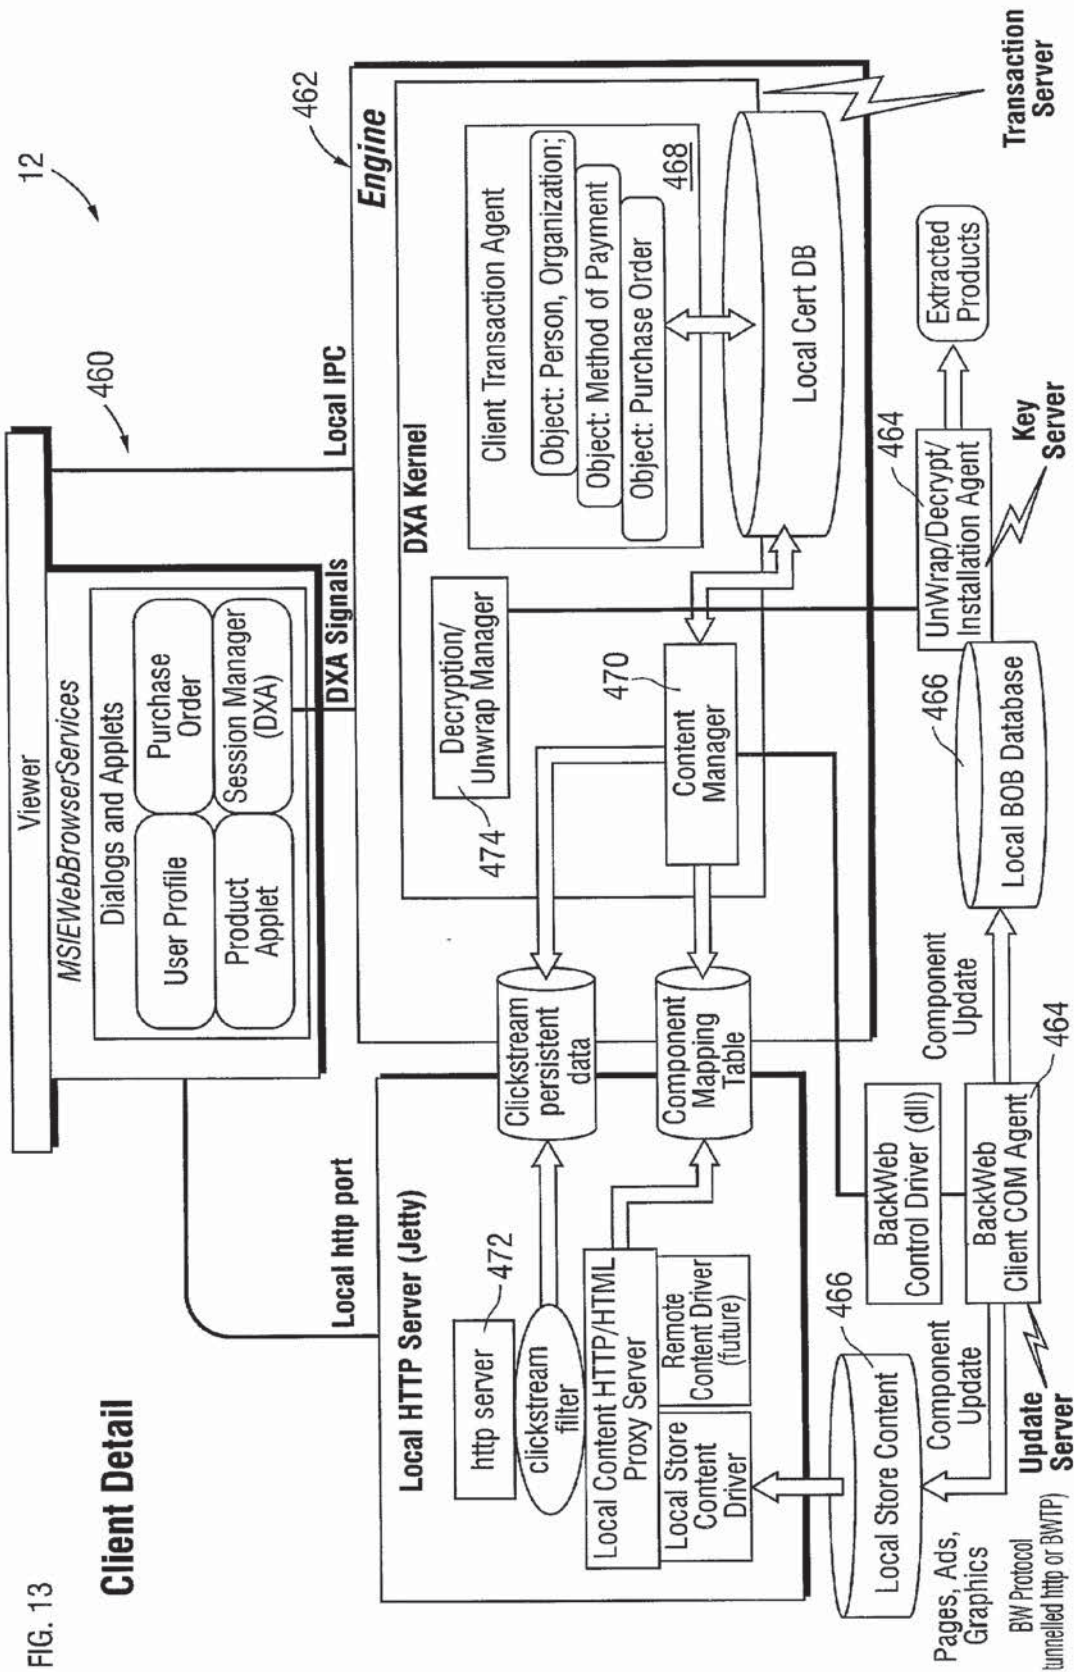 FIG. 13
Client Detail
12
Viewer
460
MSIEWebBrowserServices
Dialogs and Applets
User Profile
Purchase
Order
Product
Applet
Session Manager
(DXA)
Local http port
DXA Signals
Local IPC
462
Local HTTP Server (Jetty)
http server
472
clickstream
filter
Local Content HTTP/HTML
Proxy Server
Local Store
Content
Driver
Remote
Content Driver
(future)
Clickstream
persistent
data
Component
Mapping
Table
Engine
DXA Kernel
Decryption/
Unwrap Manager
474
Content
Manager
470
Client Transaction Agent
Object: Person, Organization;
Object: Method of Payment
Object: Purchase Order
468
Local Cert DB
Transaction
Server
Local Store Content
466
Pages, Ads,
Graphics
BW Protocol
tunnelled http or BWTP)
Component
Update
Update
Server
BackWeb
Control Driver (dll)
BackWeb
Client COM Agent
464
Component
Update
Local BOB Database
466
UnWrap/Decrypt/
Installation Agent
464
Key
Server
Extracted
Products